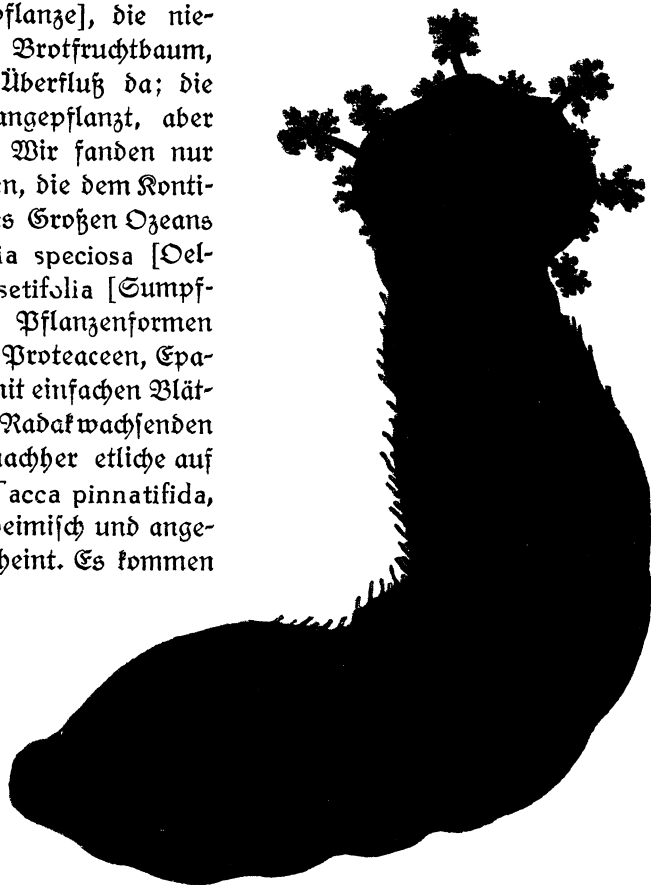 pflanze], die nie-
Brotfruchtbaum,
Überfluß da; die
angepflanzt, aber
Wir fanden nur
en, die dem Konti-
es Großen Ozeans
ia speciosa [Oel-
setifolia [Sumpf-
Pflanzenformen
Proteaceen, Epa-
mit einfachen Blät-
Radak wachsenden
nachher etliche auf
Tacca pinnatifida,
heimisch und ange-
heint. Es kommen